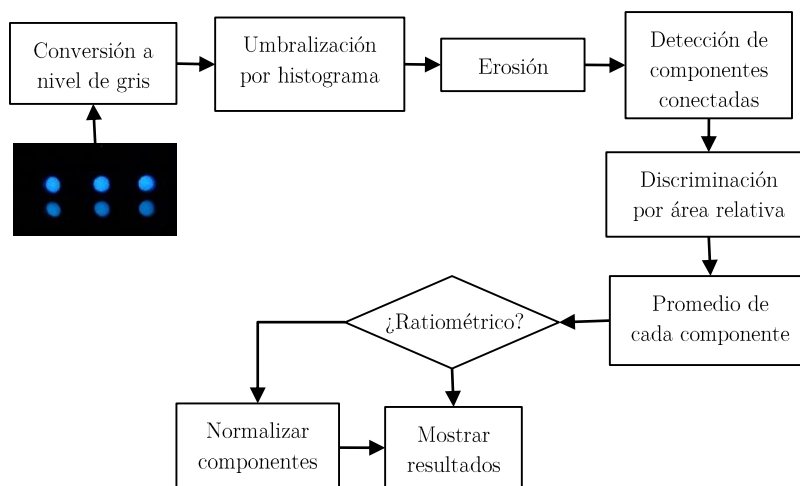 Conversión a
nivel de gris
Umbralización
por histograma
Erosión
Detección de
componentes
conectadas
Discriminación
por área relativa
Promedio de
cada componente
¿Ratiométrico?
Normalizar
componentes
Mostrar
resultados